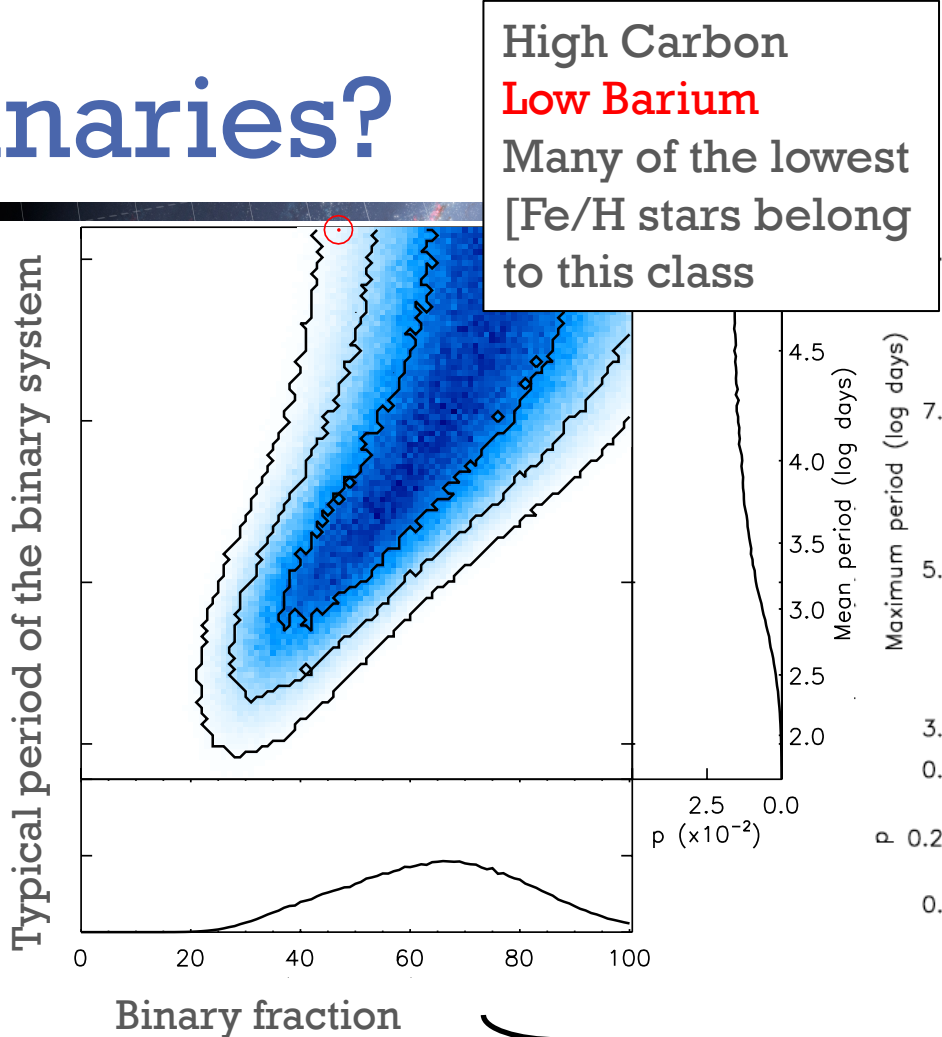 High Carbon
Low Barium
Many of the lowest
[Fe/H stars belong
to this class
naries?
Typical period of the binary system
4.5
4.0
3.5
3.0
2.5
2.0
Mean period (log days)
Maximum period (log days)
7.
5.
3.
0.
2.5 0.0
p (x10⁻²)
p 0.2
0.
0 20 40 60 80 100
Binary fraction